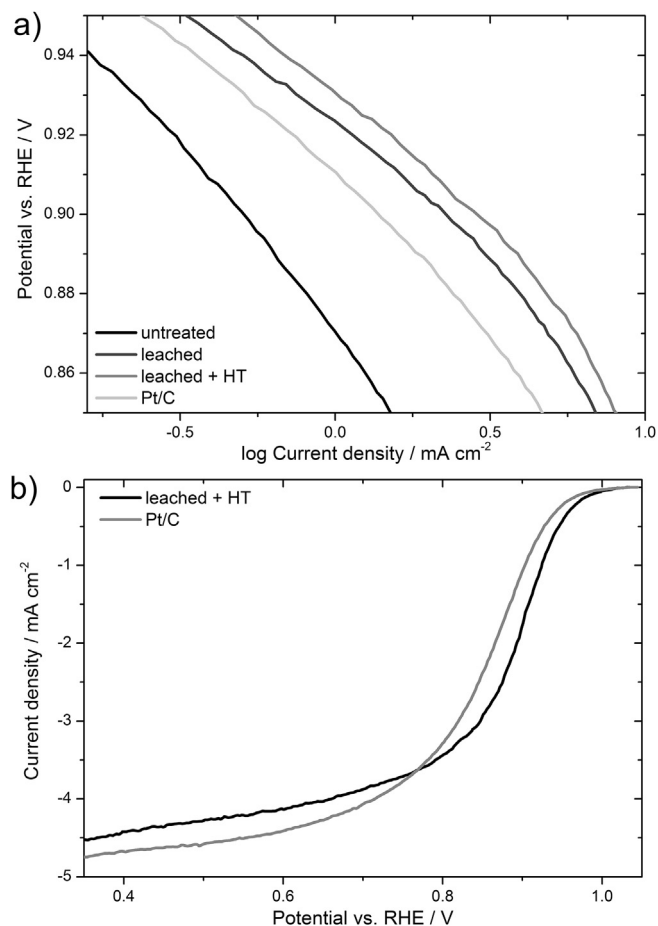 a)
Potential vs. RHE / V
0.94
0.92
0.90
0.88
0.86
untreated
leached
leached + HT
Pt/C
-0.5 0.0 0.5 1.0
log Current density / mA cm⁻²
b)
Current density / mA cm⁻²
0
-1
-2
-3
-4
-5
leached + HT
Pt/C
0.4 0.6 0.8 1.0
Potential vs. RHE / V